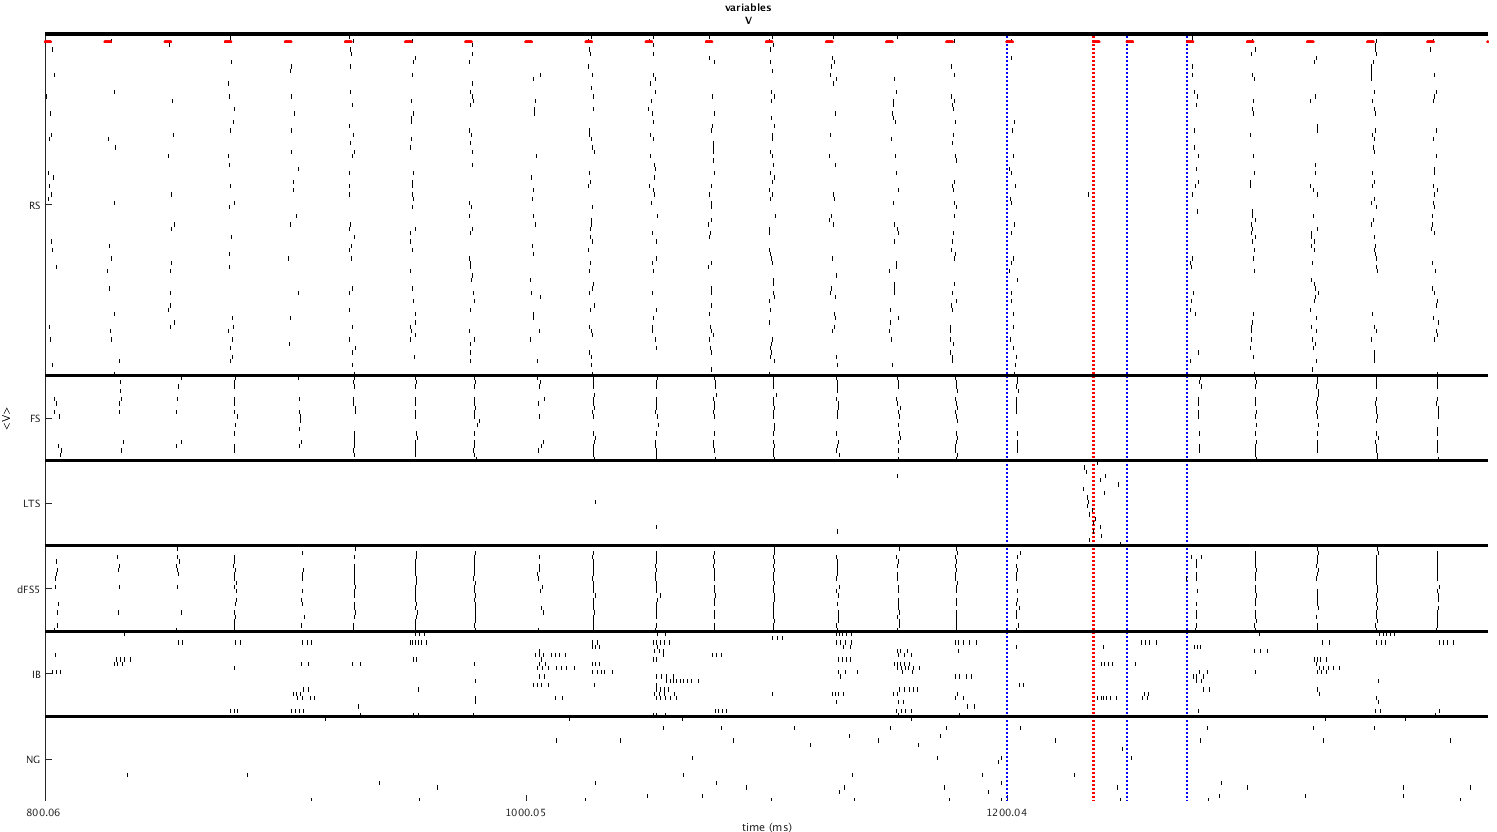 variables
V
RS
FS
LTS
dFS5
IB
NG
<V>
800.06
1000.05
1200.04
time (ms)